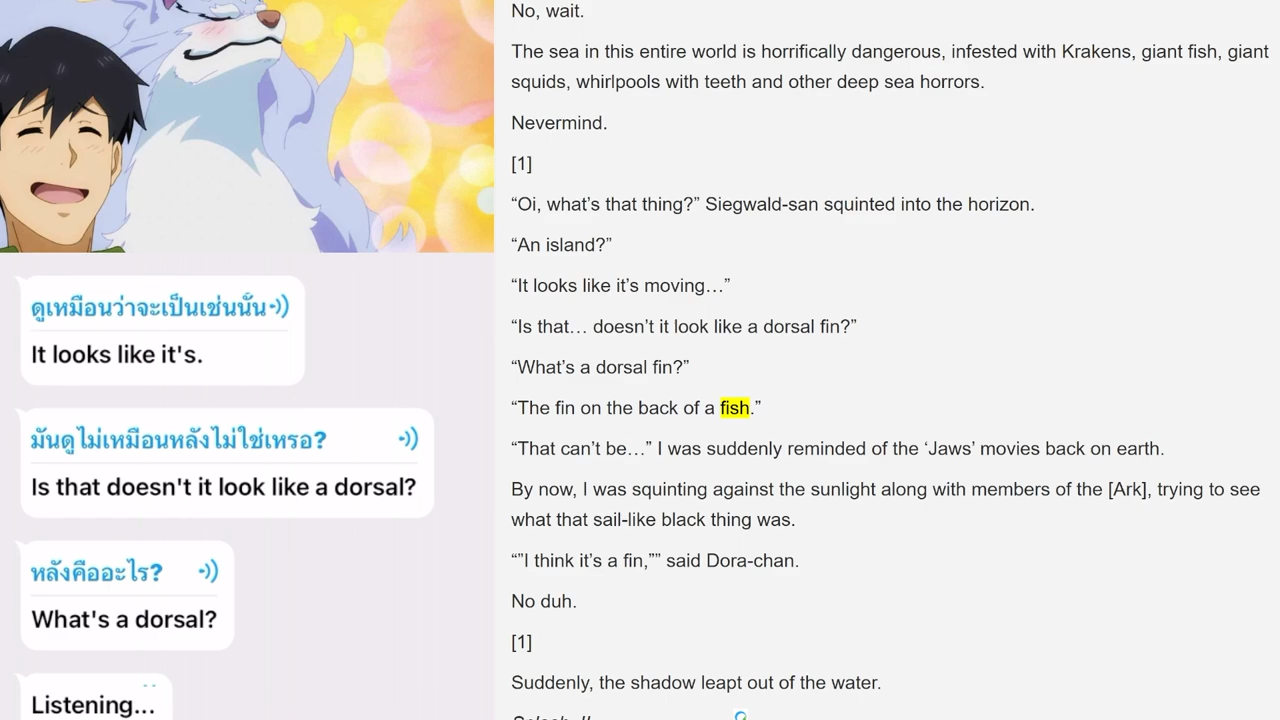 ดูเหมือนว่าจะเป็นเช่นนั้น
It looks like it's.
มันดูไม่เหมือนหลังไม่ใช่เหรอ?
Is that doesn't it look like a dorsal?
หลังคืออะไร?
What's a dorsal?
Listening...
No, wait.
The sea in this entire world is horrifically dangerous, infested with Krakens, giant fish, giant
squids, whirlpools with teeth and other deep sea horrors.
Nevermind.
[1]
“Oi, what’s that thing?” Siegwald-san squinted into the horizon.
“An island?”
“It looks like it’s moving…”
“Is that… doesn’t it look like a dorsal fin?”
“What’s a dorsal fin?”
“The fin on the back of a fish.”
“That can’t be…” I was suddenly reminded of the ‘Jaws’ movies back on earth.
By now, I was squinting against the sunlight along with members of the [Ark], trying to see
what that sail-like black thing was.
“”I think it’s a fin,”” said Dora-chan.
No duh.
[1]
Suddenly, the shadow leapt out of the water.